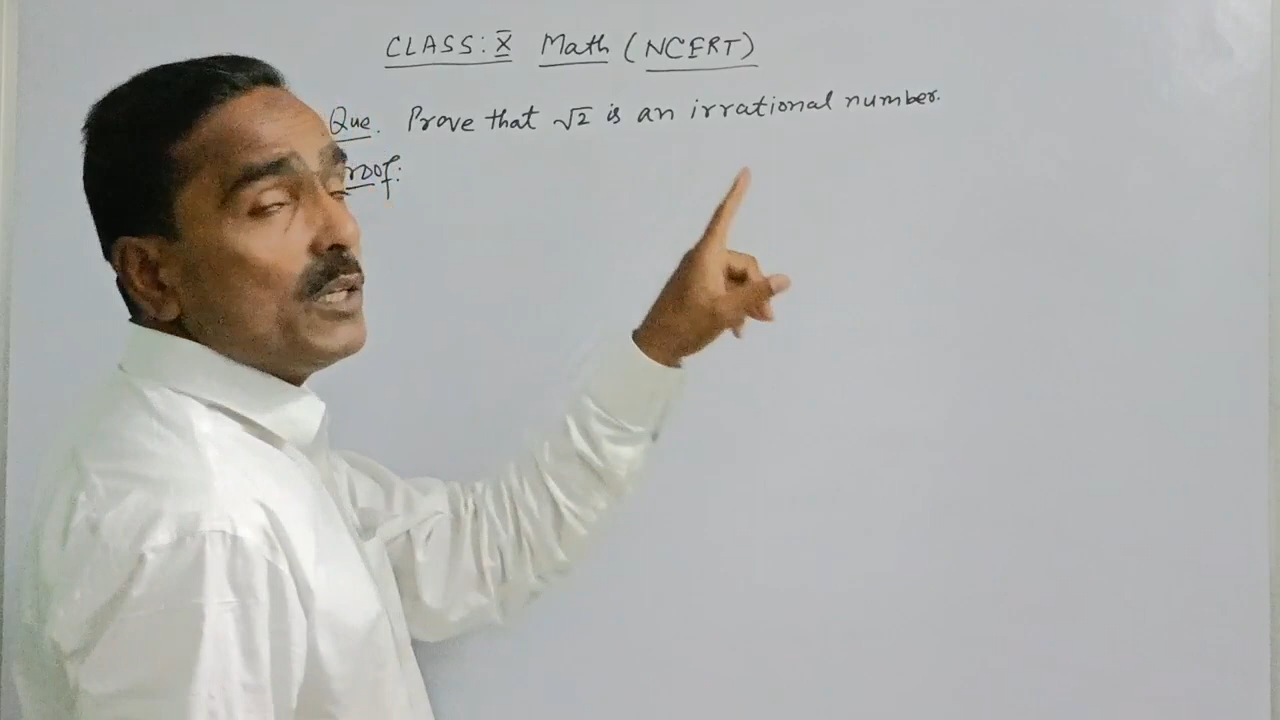 CLASS: X Math (NCERT)
Que. Prove that √2 is an irrational number.
roof: